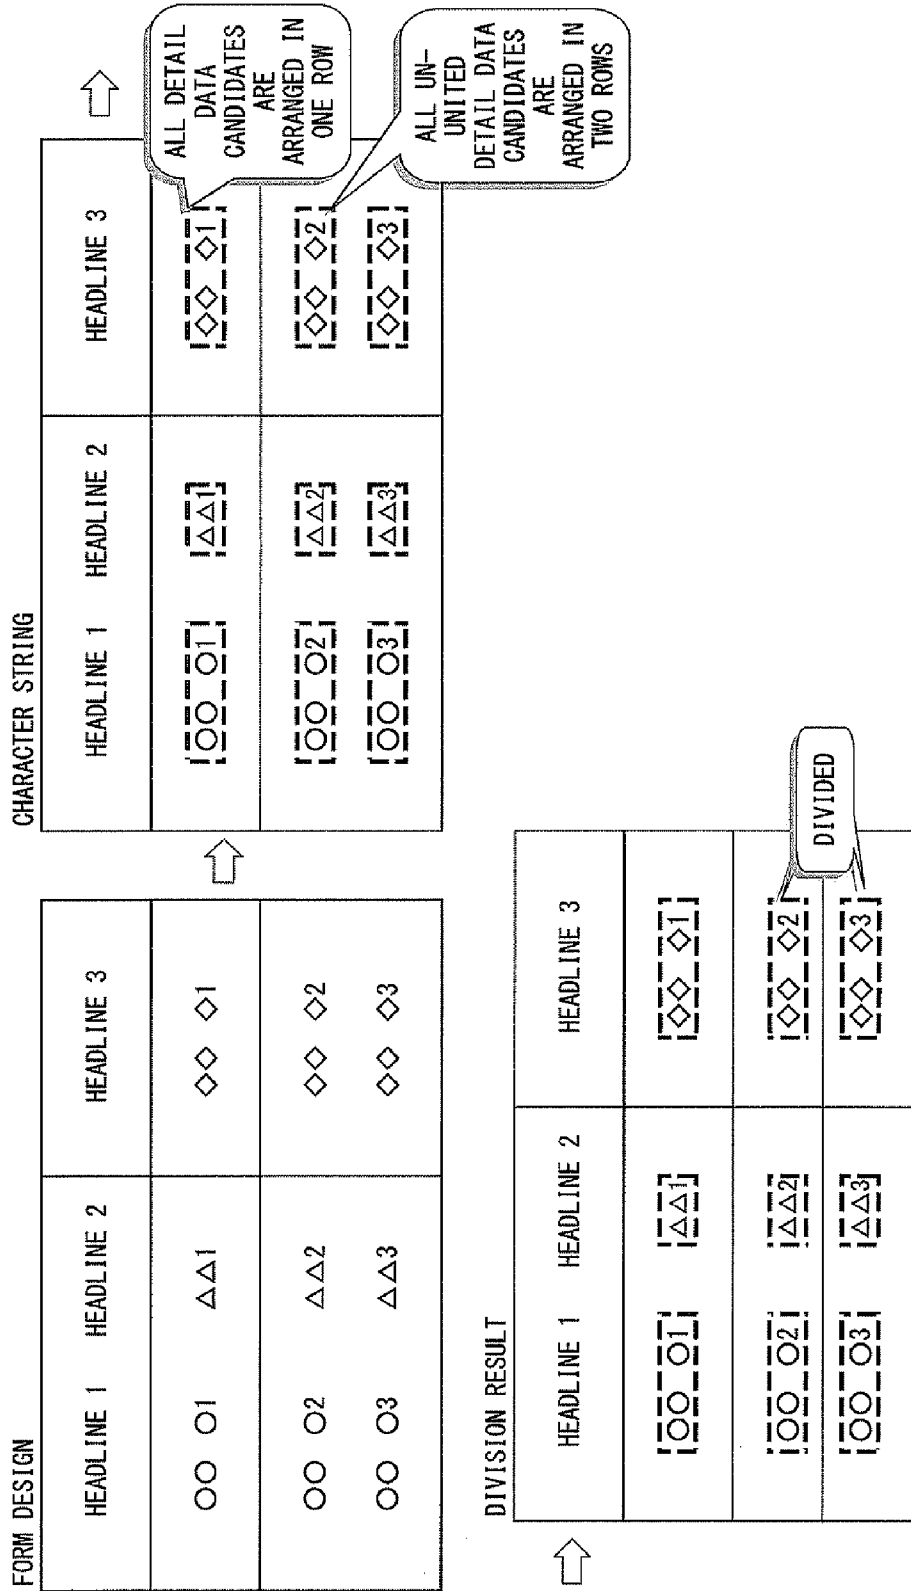 FORM DESIGN
HEADLINE 1 HEADLINE 2 HEADLINE 3
○○ ○1 △△1 ◇◇ ◇1
○○ ○2 △△2 ◇◇ ◇2
○○ ○3 △△3 ◇◇ ◇3
CHARACTER STRING
HEADLINE 1 HEADLINE 2 HEADLINE 3
○○ ○1 △△1 ◇◇ ◇1
○○ ○2 △△2 ◇◇ ◇2
○○ ○3 △△3 ◇◇ ◇3
ALL DETAIL
DATA
CANDIDATES
ARE
ARRANGED IN
ONE ROW
ALL UN-
UNITED
DETAIL DATA
CANDIDATES
ARE
ARRANGED IN
TWO ROWS
DIVISION RESULT
HEADLINE 1 HEADLINE 2 HEADLINE 3
○○ ○1 △△1 ◇◇ ◇1
○○ ○2 △△2 ◇◇ ◇2
○○ ○3 △△3 ◇◇ ◇3
DIVIDED